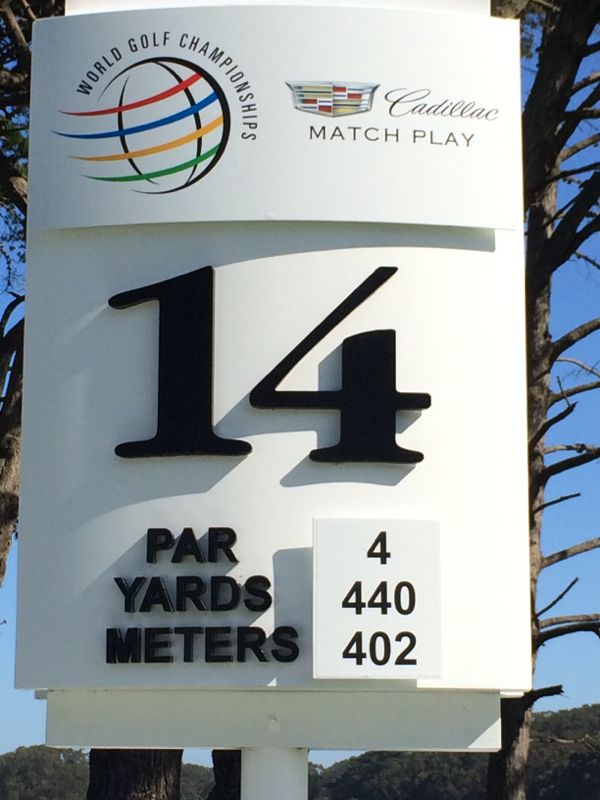 WORLD GOLF CHAMPIONSHIPS
Cadillac
MATCH PLAY
14
PAR 4
YARDS 440
METERS 402